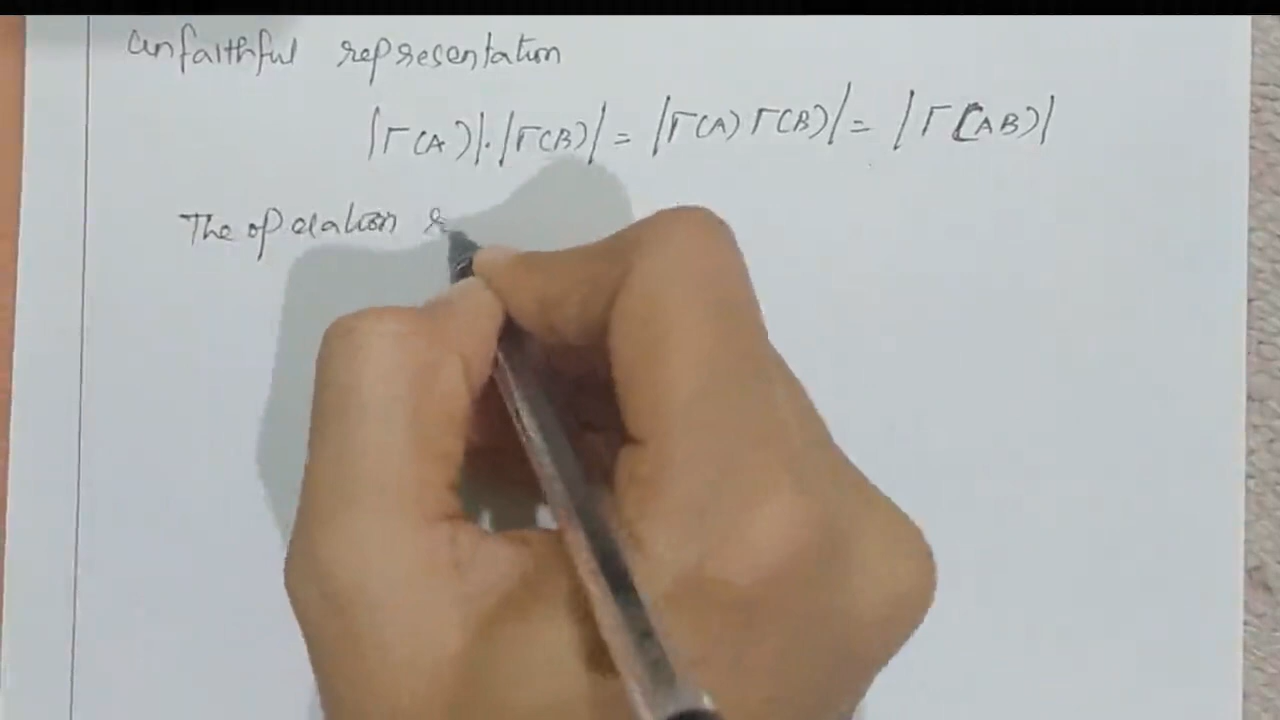 Unfaithful representation
|Γ(A)|.|Γ(B)| = |Γ(A) Γ(B)| = |Γ(AB)|
The operation